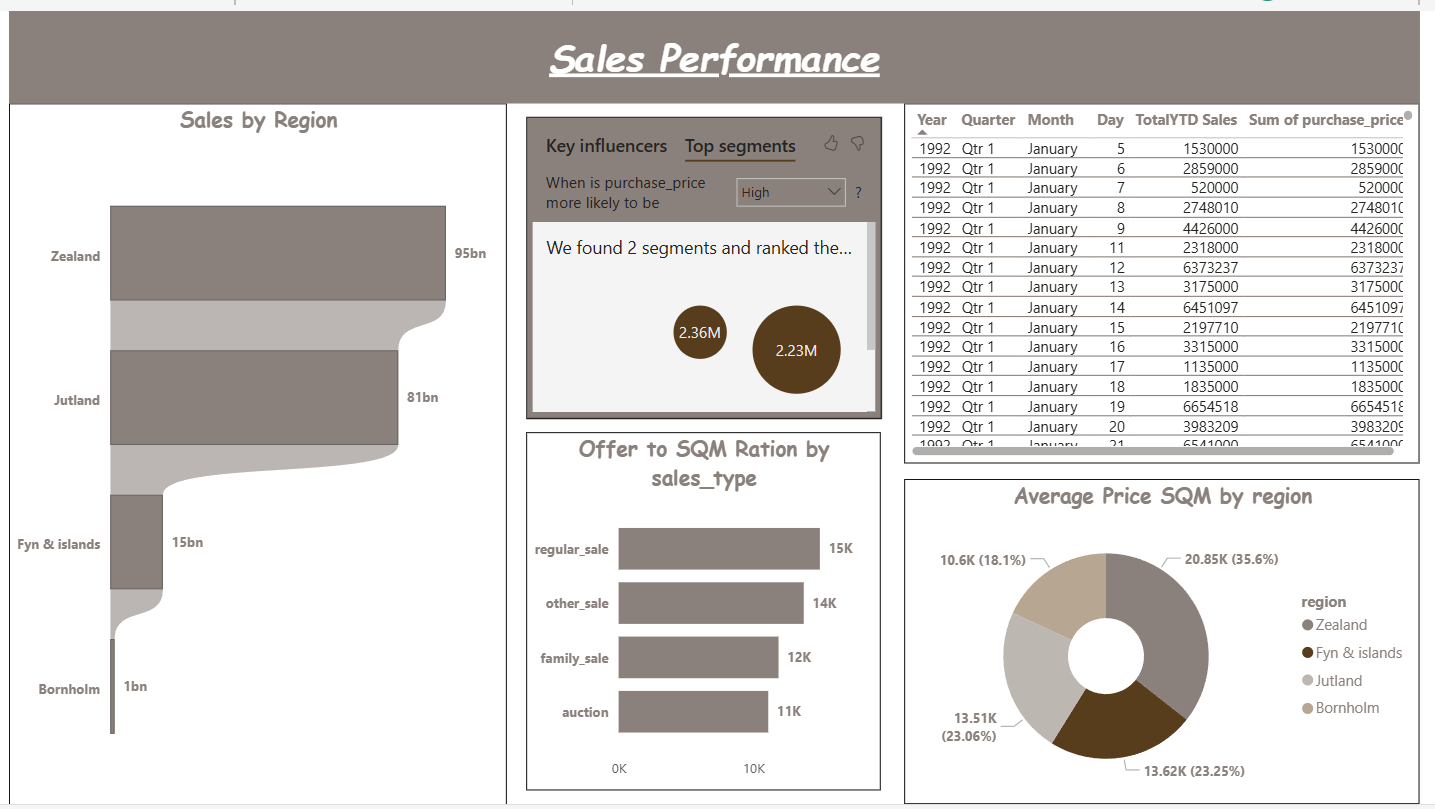 Sales Performance
Sales by Region
Zealand
95bn
Jutland
81bn
Fyn & islands
15bn
Bornholm
1bn
Key influencers Top segments
When is purchase_price
more likely to be
High
?
We found 2 segments and ranked the...
2.36M
2.23M
Offer to SQM Ration by
sales_type
regular_sale 15K
other_sale 14K
family_sale 12K
auction 11K
0K 10K
Year Quarter Month Day TotalYTD Sales Sum of purchase_price
1992 Qtr 1 January 5 1530000 1530000
1992 Qtr 1 January 6 2859000 2859000
1992 Qtr 1 January 7 520000 520000
1992 Qtr 1 January 8 2748010 2748010
1992 Qtr 1 January 9 4426000 4426000
1992 Qtr 1 January 11 2318000 2318000
1992 Qtr 1 January 12 6373237 6373237
1992 Qtr 1 January 13 3175000 3175000
1992 Qtr 1 January 14 6451097 6451097
1992 Qtr 1 January 15 2197710 2197710
1992 Qtr 1 January 16 3315000 3315000
1992 Qtr 1 January 17 1135000 1135000
1992 Qtr 1 January 18 1835000 1835000
1992 Qtr 1 January 19 6654518 6654518
1992 Qtr 1 January 20 3983209 3983209
1992 Qtr 1 January 21 6541000 6541000
Average Price SQM by region
10.6K (18.1%)
20.85K (35.6%)
13.51K
(23.06%)
13.62K (23.25%)
region
Zealand
Fyn & islands
Jutland
Bornholm